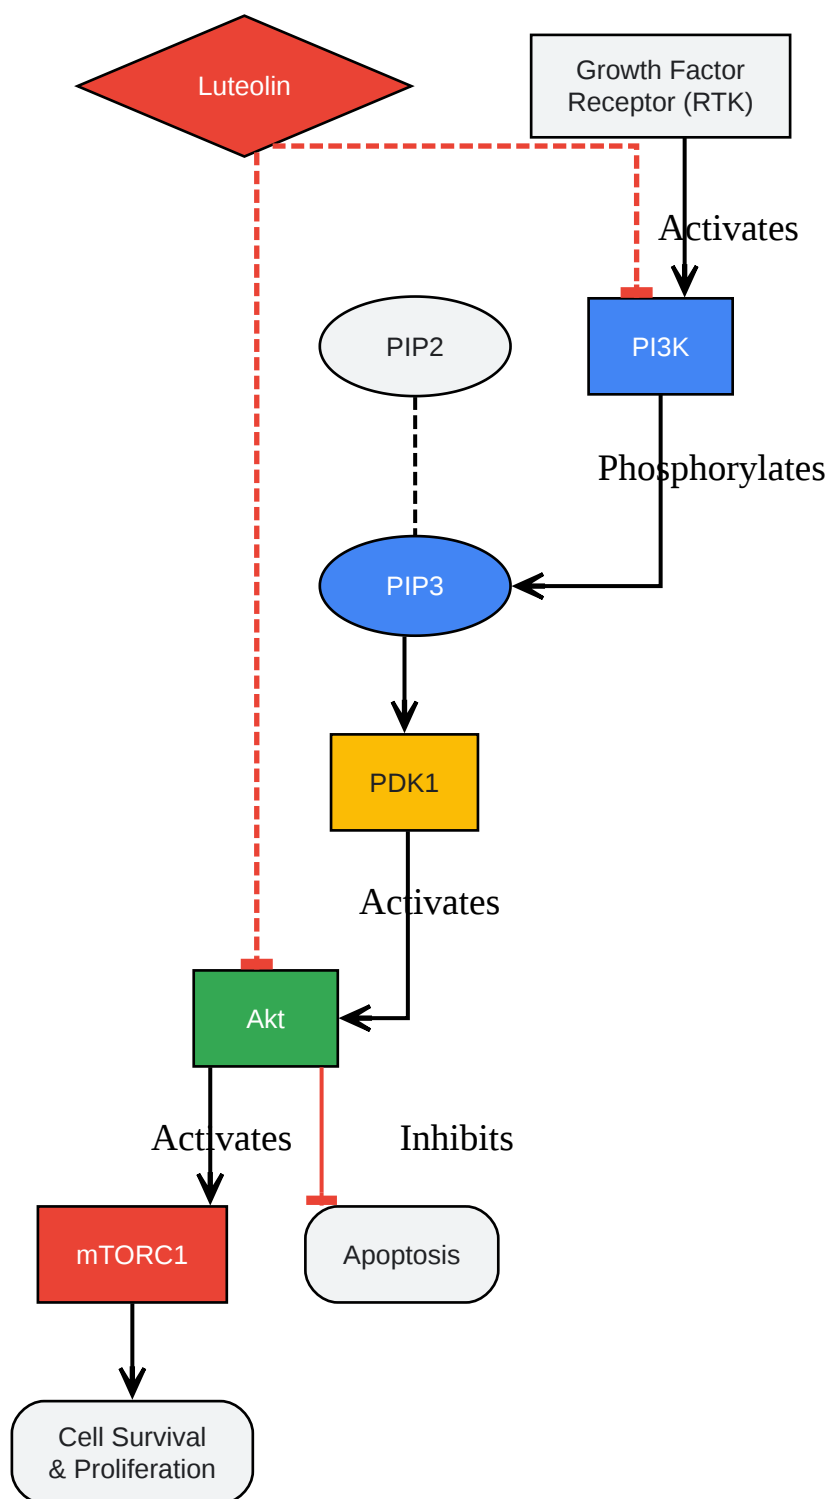 Luteolin
Growth Factor
Receptor (RTK)
Activates
PIP2
PI3K
Phosphorylates
PIP3
PDK1
Activates
Akt
Activates
Inhibits
mTORC1
Apoptosis
Cell Survival
& Proliferation